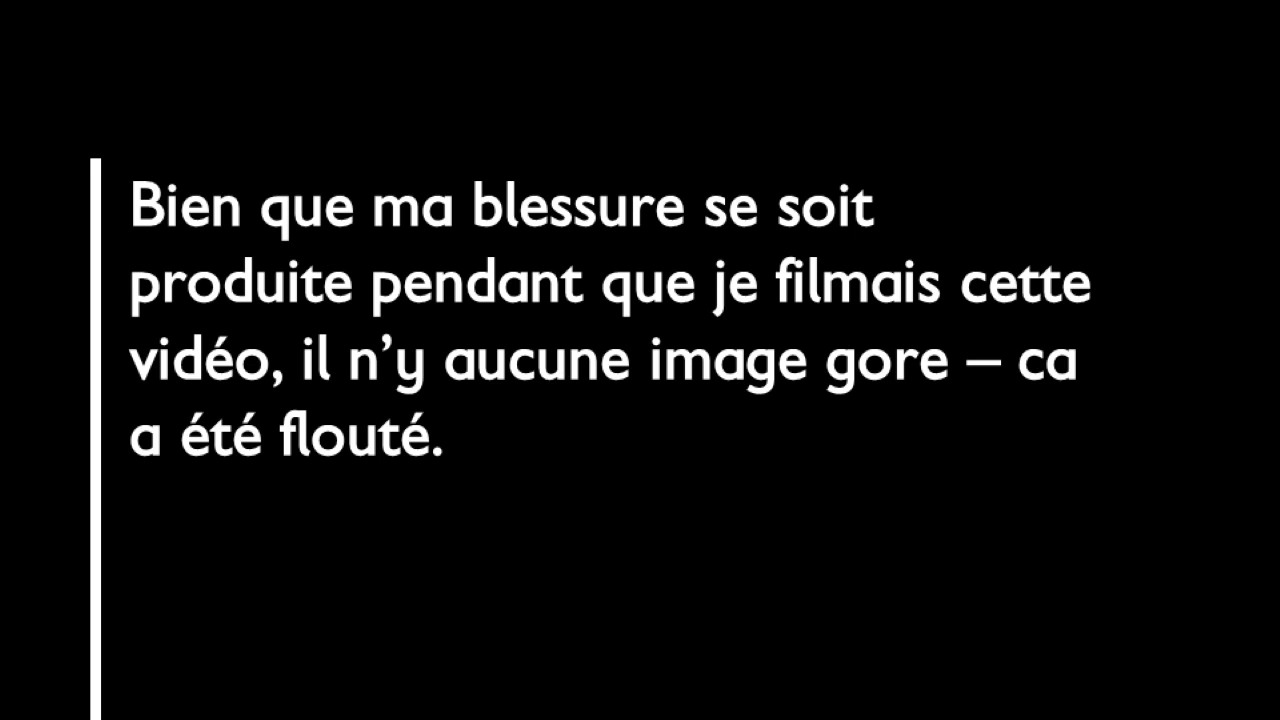 Bien que ma blessure se soit
produite pendant que je filmais cette
vidéo, il n’y aucune image gore – ca
a été flouté.